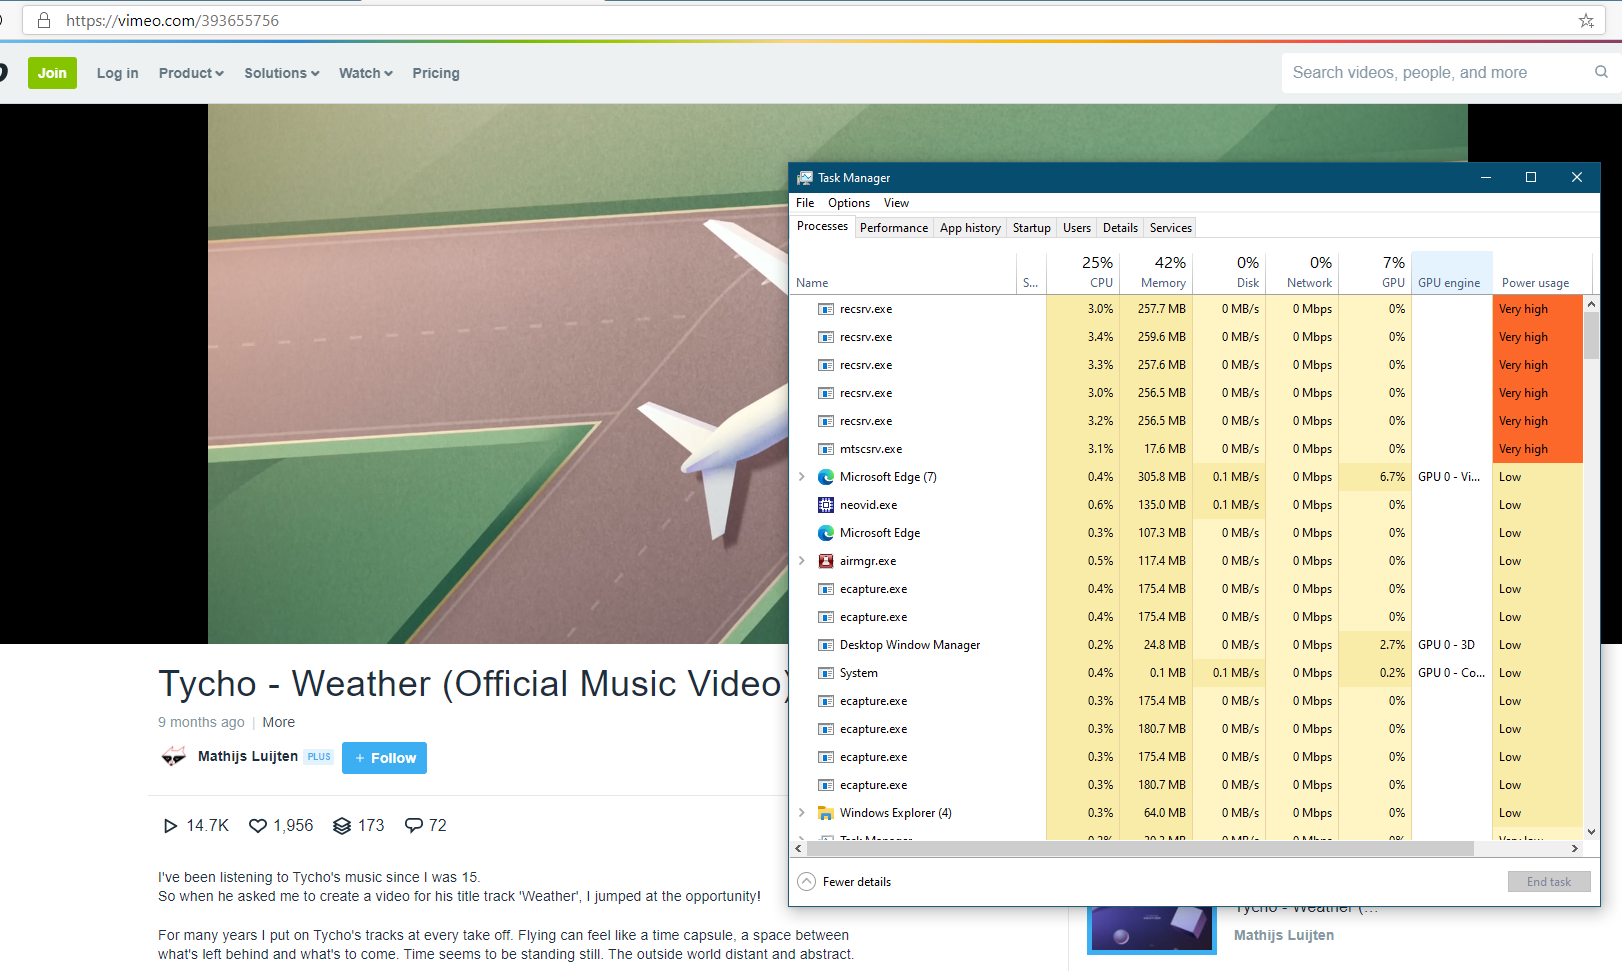 https://vimeo.com/393655756
Join Log in Product Solutions Watch Pricing
Search videos, people, and more
Task Manager
File Options View
Processes Performance App history Startup Users Details Services
25% 42% 0% 0% 7%
Name S... CPU Memory Disk Network GPU GPU engine Power usage
recsrv.exe 3.0% 257.7 MB 0 MB/s 0 Mbps 0% Very high
recsrv.exe 3.4% 259.6 MB 0 MB/s 0 Mbps 0% Very high
recsrv.exe 3.3% 257.6 MB 0 MB/s 0 Mbps 0% Very high
recsrv.exe 3.0% 256.5 MB 0 MB/s 0 Mbps 0% Very high
recsrv.exe 3.2% 256.5 MB 0 MB/s 0 Mbps 0% Very high
mtscsrv.exe 3.1% 17.6 MB 0 MB/s 0 Mbps 0% Very high
Microsoft Edge (7) 0.4% 305.8 MB 0.1 MB/s 0 Mbps 6.7% GPU 0 - Vi... Low
neovid.exe 0.6% 135.0 MB 0.1 MB/s 0 Mbps 0% Low
Microsoft Edge 0.3% 107.3 MB 0 MB/s 0 Mbps 0% Low
airmgr.exe 0.5% 117.4 MB 0 MB/s 0 Mbps 0% Low
ecapture.exe 0.4% 175.4 MB 0 MB/s 0 Mbps 0% Low
ecapture.exe 0.4% 175.4 MB 0 MB/s 0 Mbps 0% Low
Desktop Window Manager 0.2% 24.8 MB 0 MB/s 0 Mbps 2.7% GPU 0 - 3D Low
System 0.4% 0.1 MB 0.1 MB/s 0 Mbps 0.2% GPU 0 - Co... Low
ecapture.exe 0.3% 175.4 MB 0 MB/s 0 Mbps 0% Low
ecapture.exe 0.3% 180.7 MB 0 MB/s 0 Mbps 0% Low
ecapture.exe 0.3% 175.4 MB 0 MB/s 0 Mbps 0% Low
ecapture.exe 0.3% 180.7 MB 0 MB/s 0 Mbps 0% Low
Windows Explorer (4) 0.3% 64.0 MB 0 MB/s 0 Mbps 0% Low
Fewer details
End task
Tycho - Weather (Official Music Video)
9 months ago | More
Mathijs Luijten PLUS + Follow
14.7K 1,956 173 72
I've been listening to Tycho's music since I was 15.
So when he asked me to create a video for his title track 'Weather', I jumped at the opportunity!
For many years I put on Tycho's tracks at every take off. Flying can feel like a time capsule, a space between
what's left behind and what's to come. Time seems to be standing still. The outside world distant and abstract.
Tycho - Weather (...
Mathijs Luijten